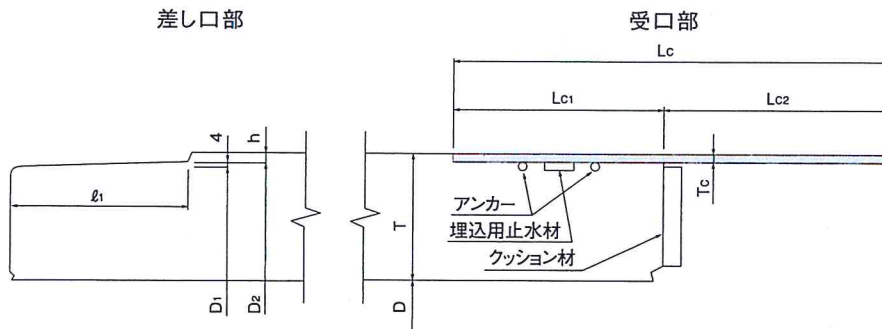 差し口部
受口部
Lc
Lc1
Lc2
4
h
ℓ1
アンカー
埋込用止水材
クッション材
T
Tc
D1
D2
D